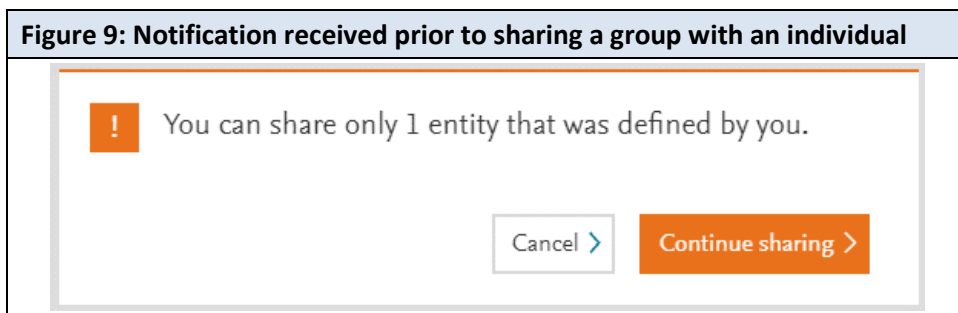 Figure 9: Notification received prior to sharing a group with an individual
! You can share only 1 entity that was defined by you.
Cancel Continue sharing